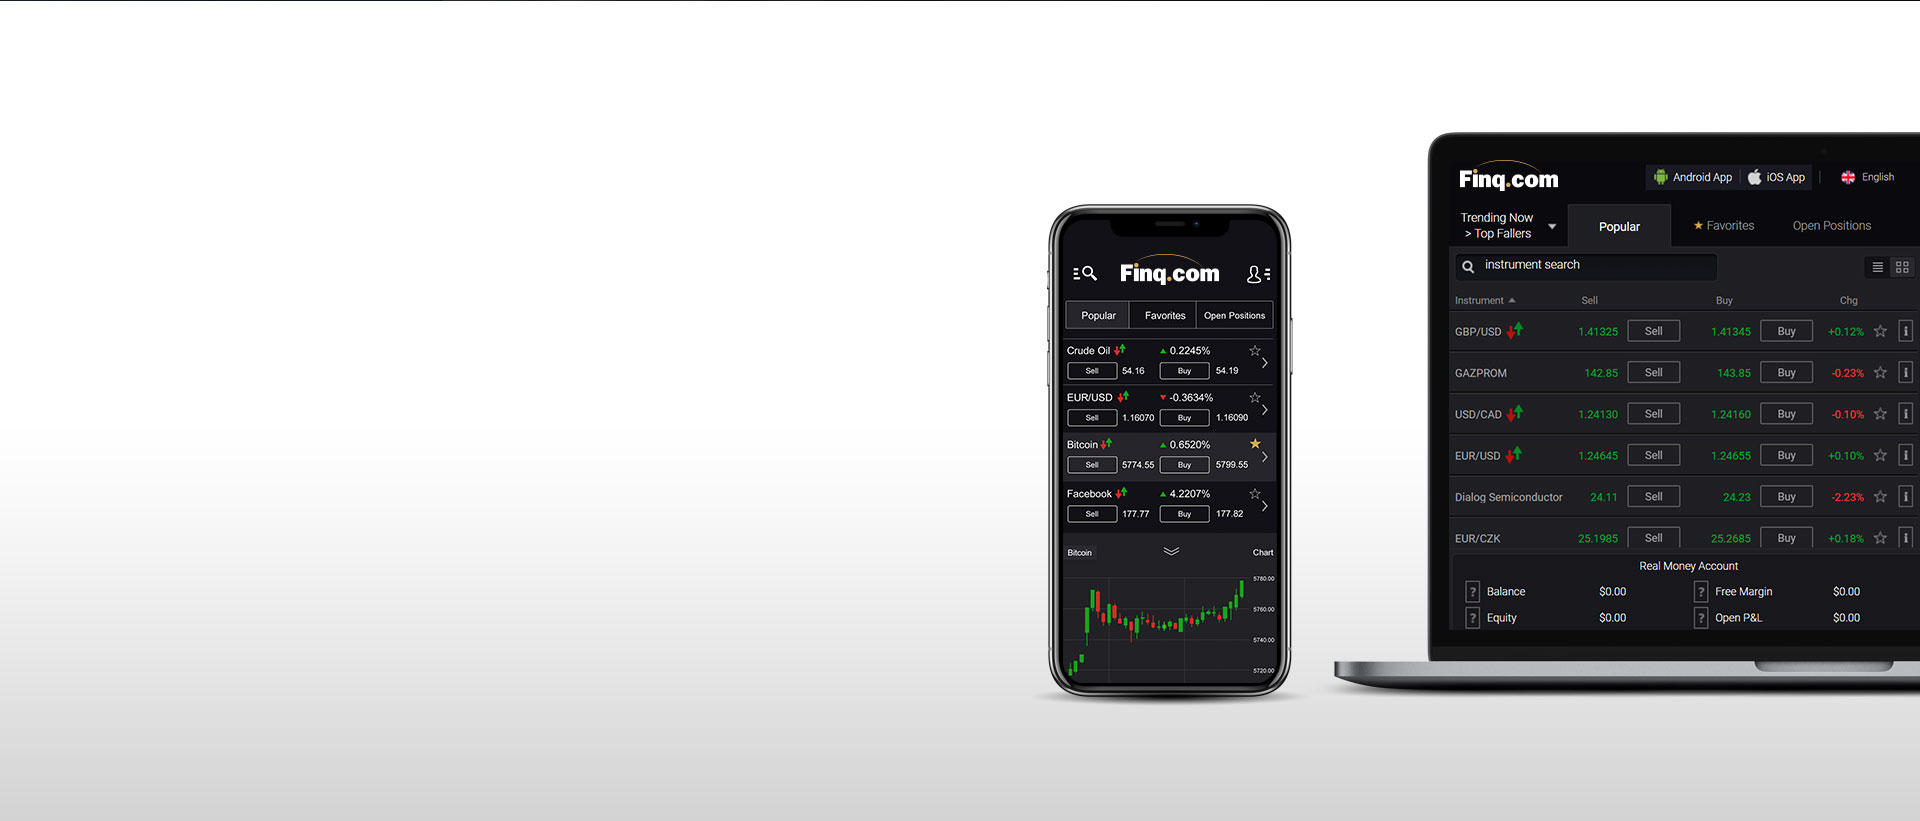 Finq.com
Popular Favorites Open Positions
Crude Oil 0.2245%
Sell 54.16 Buy 54.19
EUR/USD -0.3634%
Sell 1.16070 Buy 1.16090
Bitcoin 0.6520%
Sell 5774.55 Buy 5799.55
Facebook 4.2207%
Sell 177.77 Buy 177.82
Bitcoin Chart
5780.00
5760.00
5740.00
5720.00
Finq.com Android App iOS App English
Trending Now
> Top Fallers
Popular Favorites Open Positions
instrument search
Instrument Sell Buy Chg
GBP/USD 1.41325 Sell 1.41345 Buy +0.12% i
GAZPROM 142.85 Sell 143.85 Buy -0.23% i
USD/CAD 1.24130 Sell 1.24160 Buy -0.10% i
EUR/USD 1.24645 Sell 1.24655 Buy +0.10% i
Dialog Semiconductor 24.11 Sell 24.23 Buy -2.23% i
EUR/CZK 25.1985 Sell 25.2685 Buy +0.18% i
Real Money Account
? Balance $0.00 ? Free Margin $0.00
? Equity $0.00 ? Open P&L $0.00